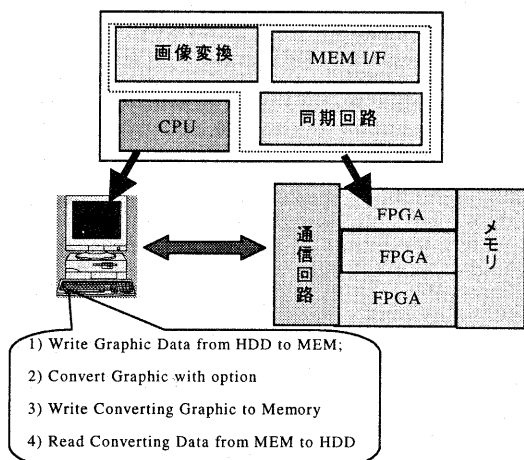 画像変換
MEM I/F
CPU
同期回路
通信回路
FPGA
FPGA
FPGA
メモリ
1) Write Graphic Data from HDD to MEM;
2) Convert Graphic with option
3) Write Converting Graphic to Memory
4) Read Converting Data from MEM to HDD